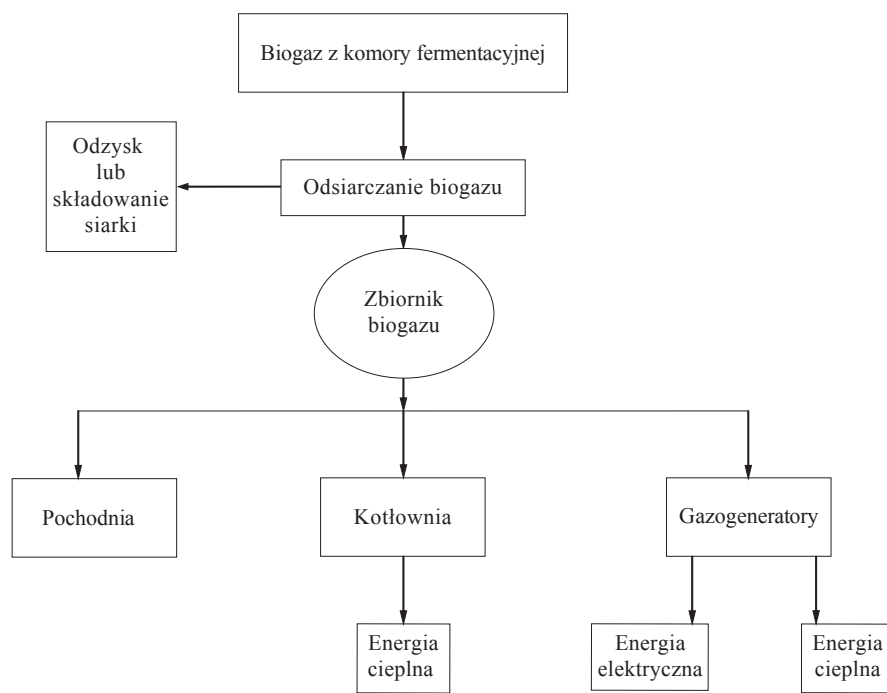 Biogaz z komory fermentacyjnej
Odzysk
lub
składowanie
siarki
Odsiarczanie biogazu
Zbiornik
biogazu
Pochodnia
Kotłownia
Gazogeneratory
Energia
cieplna
Energia
elektryczna
Energia
cieplna